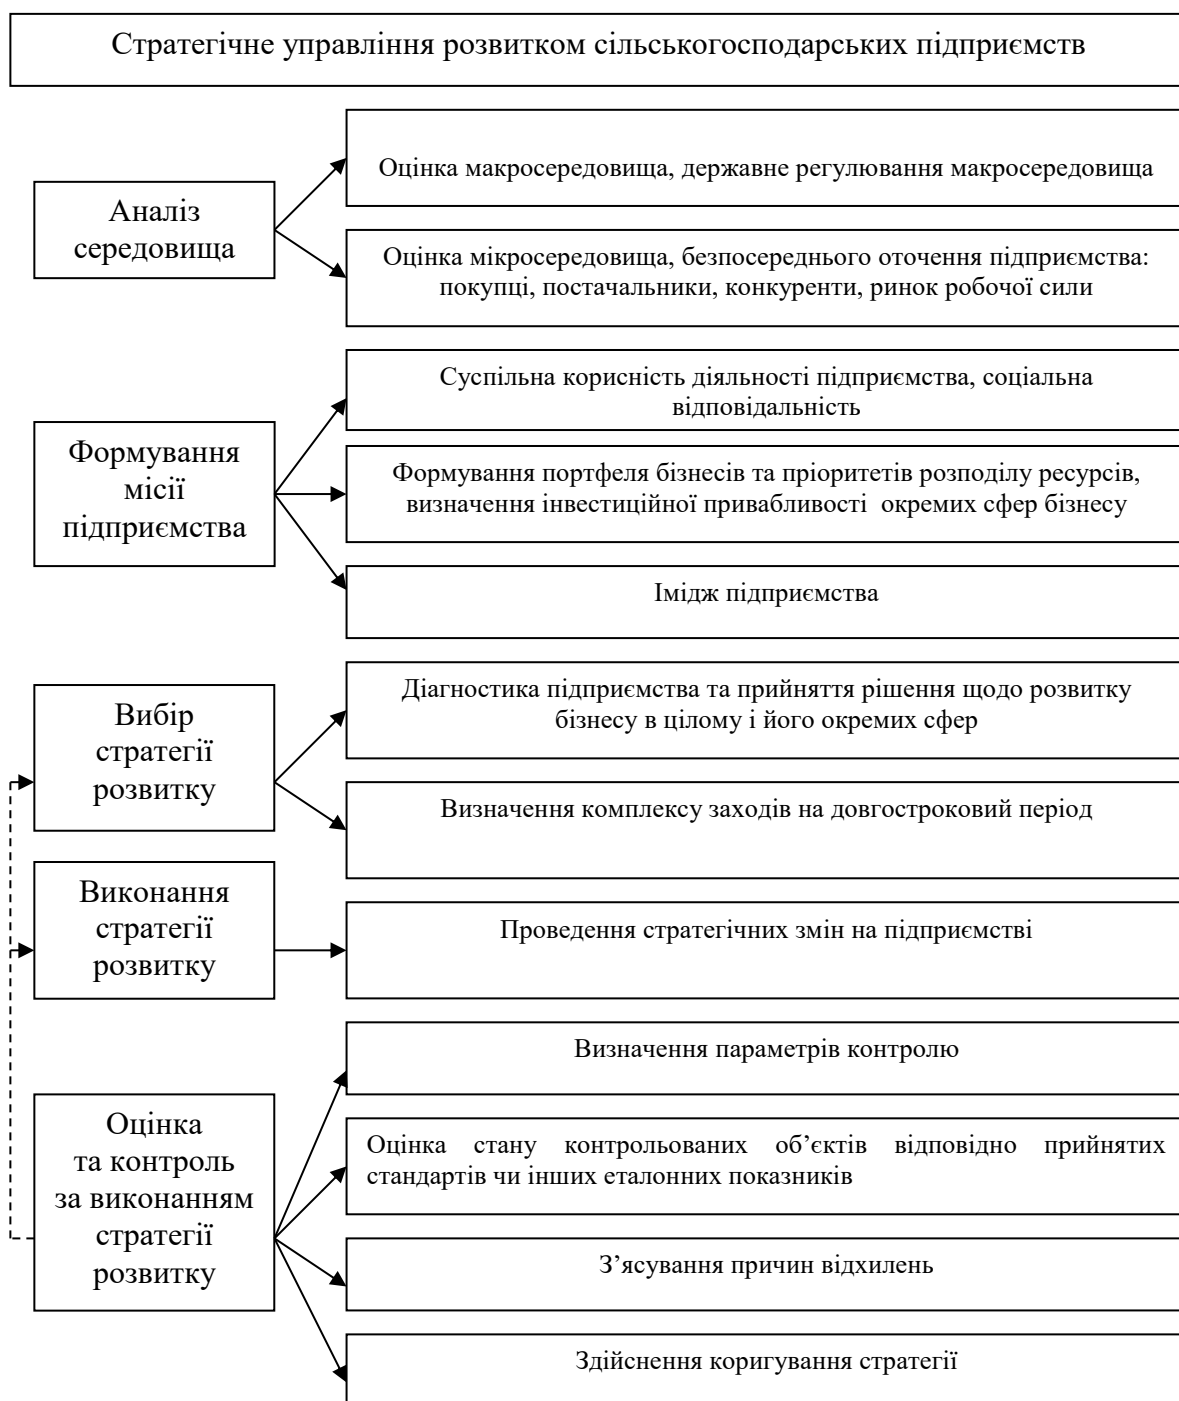 Стратегічне управління розвитком сільськогосподарських підприємств
Аналіз
середовища
Оцінка макросередовища, державне регулювання макросередовища
Оцінка мікросередовища, безпосереднього оточення підприємства:
покупці, постачальники, конкуренти, ринок робочої сили
Формування
місії
підприємства
Суспільна корисність діяльності підприємства, соціальна
відповідальність
Формування портфеля бізнесів та пріоритетів розподілу ресурсів,
визначення інвестиційної привабливості окремих сфер бізнесу
Імідж підприємства
Вибір
стратегії
розвитку
Діагностика підприємства та прийняття рішення щодо розвитку
бізнесу в цілому і його окремих сфер
Визначення комплексу заходів на довгостроковий період
Виконання
стратегії
розвитку
Проведення стратегічних змін на підприємстві
Оцінка
та контроль
за виконанням
стратегії
розвитку
Визначення параметрів контролю
Оцінка стану контрольованих об’єктів відповідно прийнятих
стандартів чи інших еталонних показників
З’ясування причин відхилень
Здійснення коригування стратегії